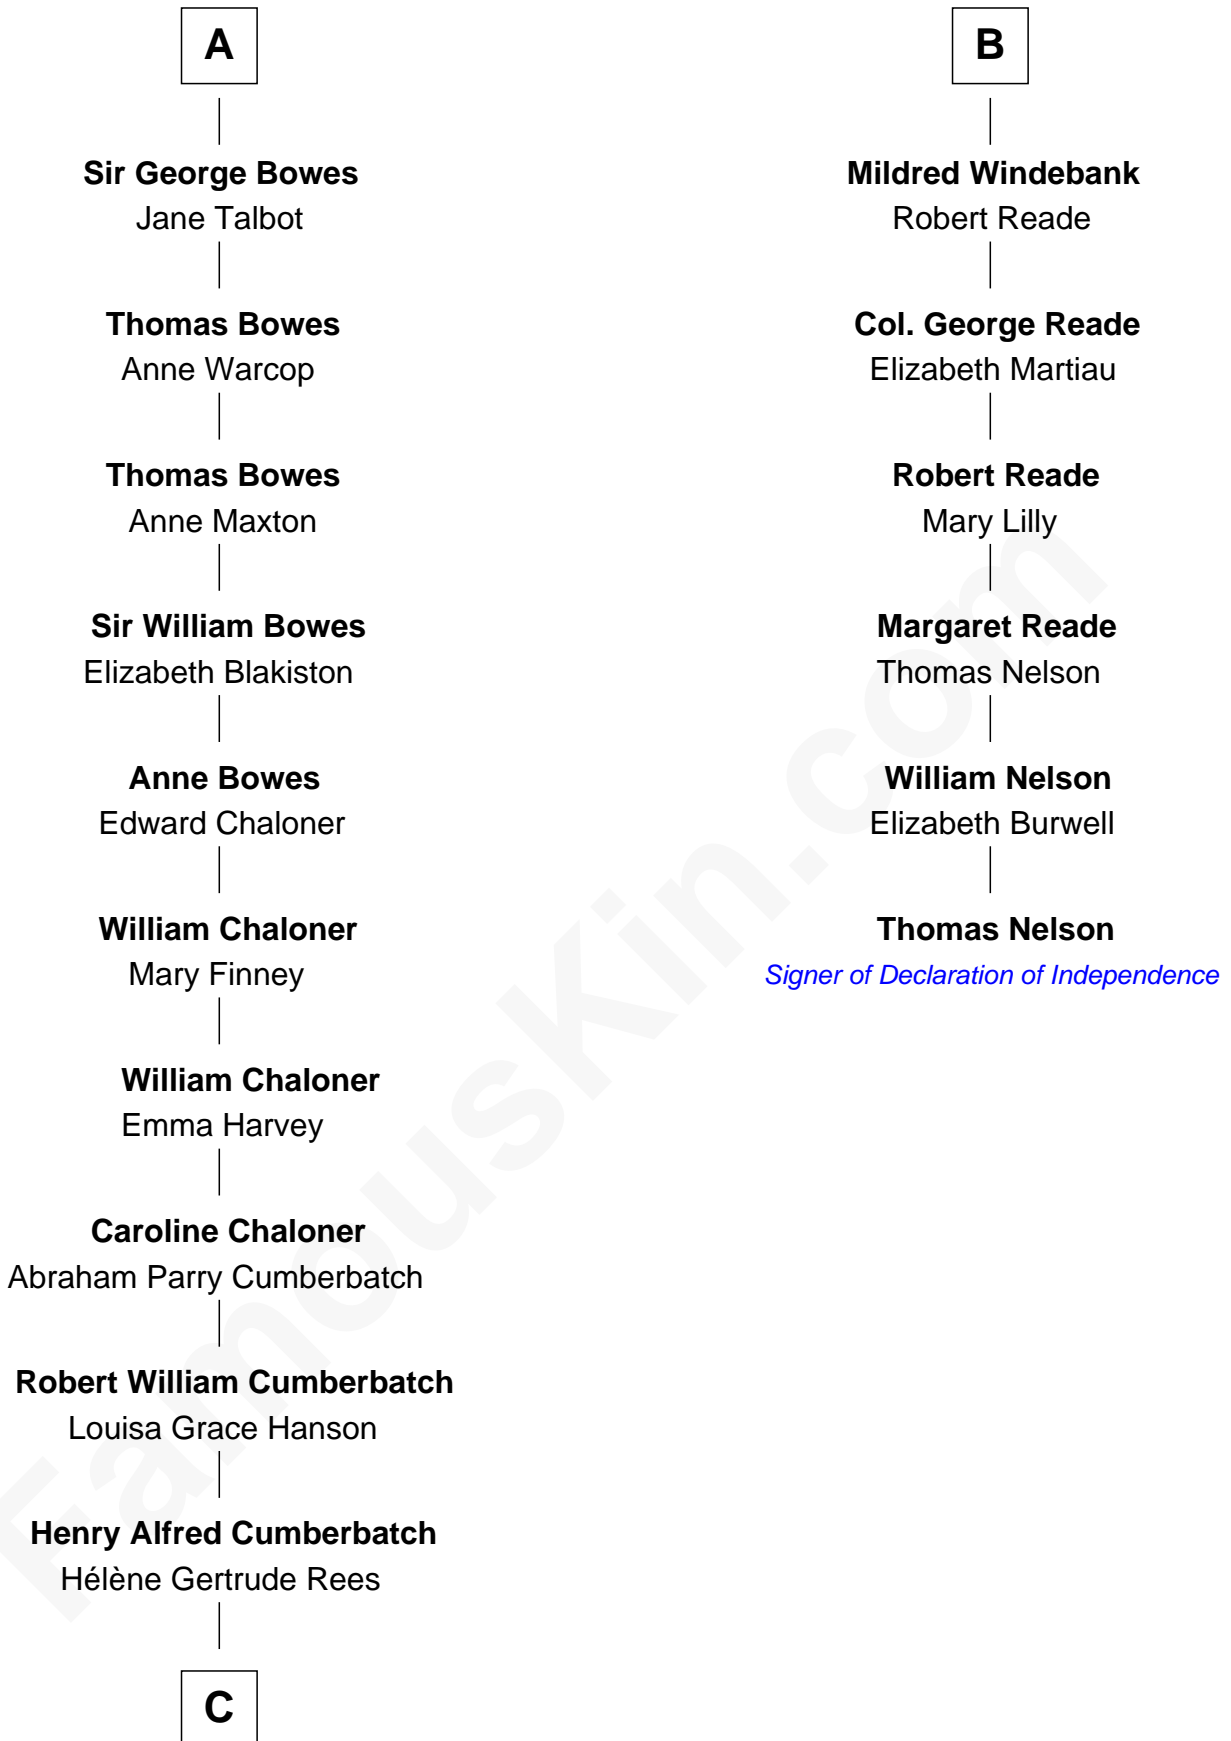 A
Sir George Bowes
Jane Talbot
Thomas Bowes
Anne Warcop
Thomas Bowes
Anne Maxton
Sir William Bowes
Elizabeth Blakiston
Anne Bowes
Edward Chaloner
William Chaloner
Mary Finney
William Chaloner
Emma Harvey
Caroline Chaloner
Abraham Parry Cumberbatch
Robert William Cumberbatch
Louisa Grace Hanson
Henry Alfred Cumberbatch
Hélène Gertrude Rees
C
B
Mildred Windebank
Robert Reade
Col. George Reade
Elizabeth Martiau
Robert Reade
Mary Lilly
Margaret Reade
Thomas Nelson
William Nelson
Elizabeth Burwell
Thomas Nelson
Signer of Declaration of Independence
FamousKin.com